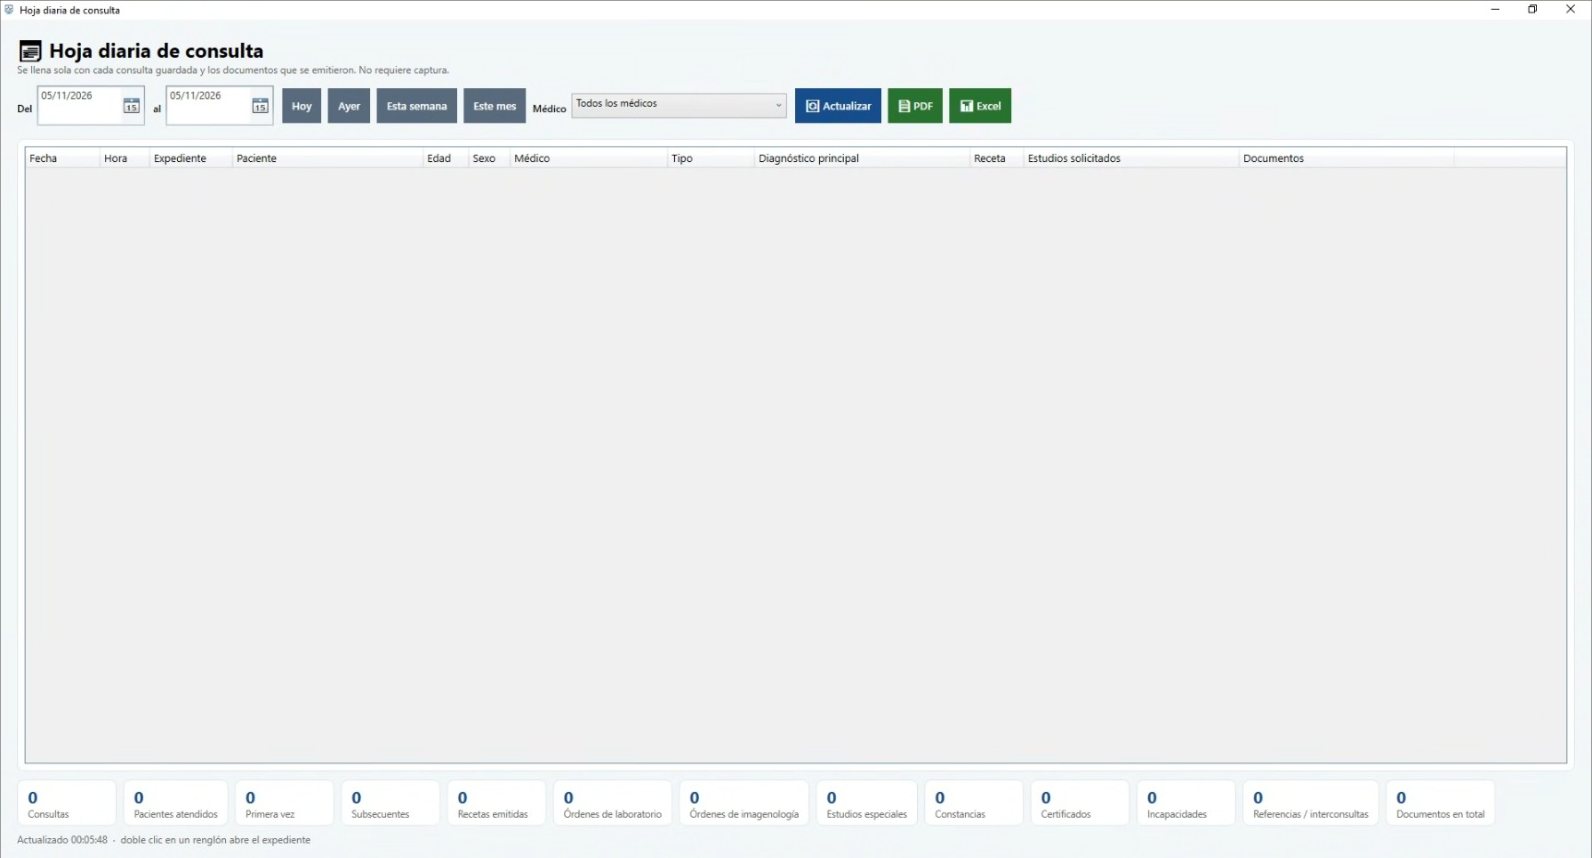 Hoja diaria de consulta
Hoja diaria de consulta
Se llena sola con cada consulta guardada y los documentos que se emitieron. No requiere captura.
Del 05/11/2026 15 al 05/11/2026 15 Hoy Ayer Esta semana Este mes Médico Todos los médicos Actualizar PDF Excel
Fecha Hora Expediente Paciente Edad Sexo Médico Tipo Diagnóstico principal Receta Estudios solicitados Documentos
0 0 0 0 0 0 0 0 0 0 0 0 0
Consultas Pacientes atendidos Primera vez Subsecuentes Recetas emitidas Órdenes de laboratorio Órdenes de imagenología Estudios especiales Constancias Certificados Incapacidades Referencias / interconsultas Documentos en total
Actualizado 00:05:48 · doble clic en un renglón abre el expediente